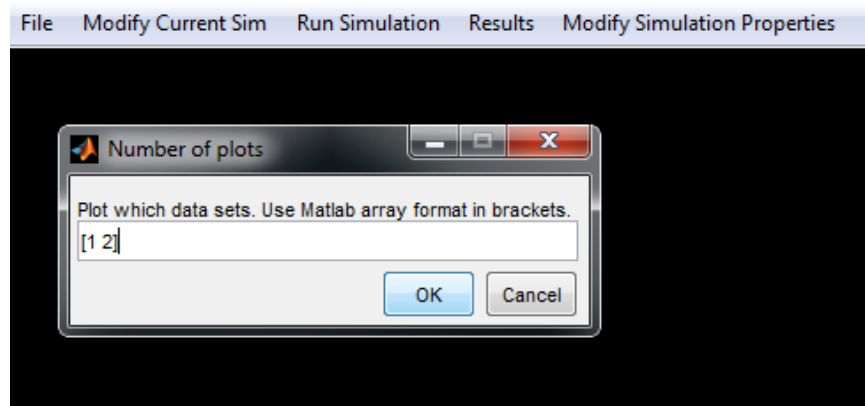 File Modify Current Sim Run Simulation Results Modify Simulation Properties
Number of plots
Plot which data sets. Use Matlab array format in brackets.
[1 2]
OK Cancel